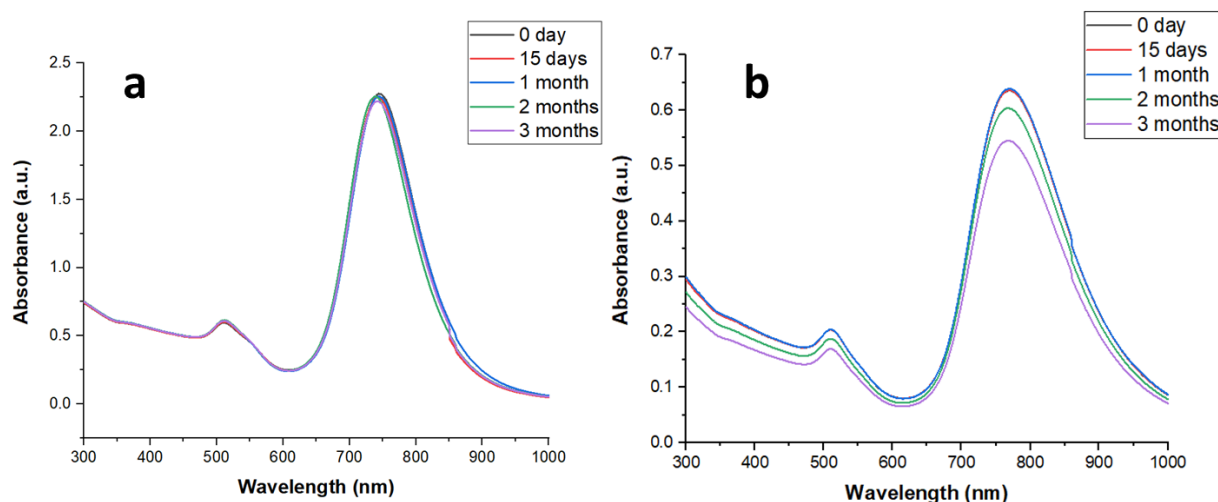 a
0 day
15 days
1 month
2 months
3 months
2.5
2.0
1.5
1.0
0.5
0.0
Absorbance (a.u.)
300 400 500 600 700 800 900 1000
Wavelength (nm)
b
0 day
15 days
1 month
2 months
3 months
0.7
0.6
0.5
0.4
0.3
0.2
0.1
0.0
Absorbance (a.u.)
300 400 500 600 700 800 900 1000
Wavelength (nm)